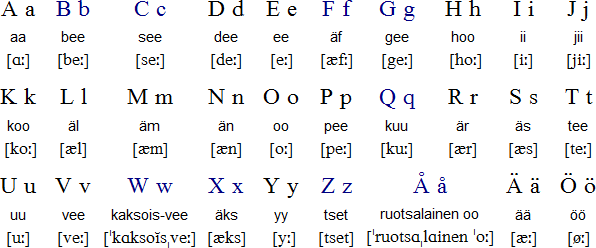 A a B b C c D d E e F f G g H h I i J j
aa bee see dee ee äf gee hoo ii jii
[ɑː] [beː] [seː] [deː] [eː] [æfː] [geː] [hoː] [iː] [jiː]
K k L l M m N n O o P p Q q R r S s T t
koo äl äm än oo pee kuu är äs tee
[koː] [æl] [æm] [æn] [oː] [peː] [kuː] [ær] [æs] [teː]
U u V v W w X x Y y Z z Å å Ä ä Ö ö
uu vee kaksois-vee äks yy tset ruotsalainen oo ää öö
[uː] [veː] [ˈkɑksoĭsˌveː] [æks] [yː] [tset] [ˈruotsɑˌlɑinen ˈoː] [æː] [øː]